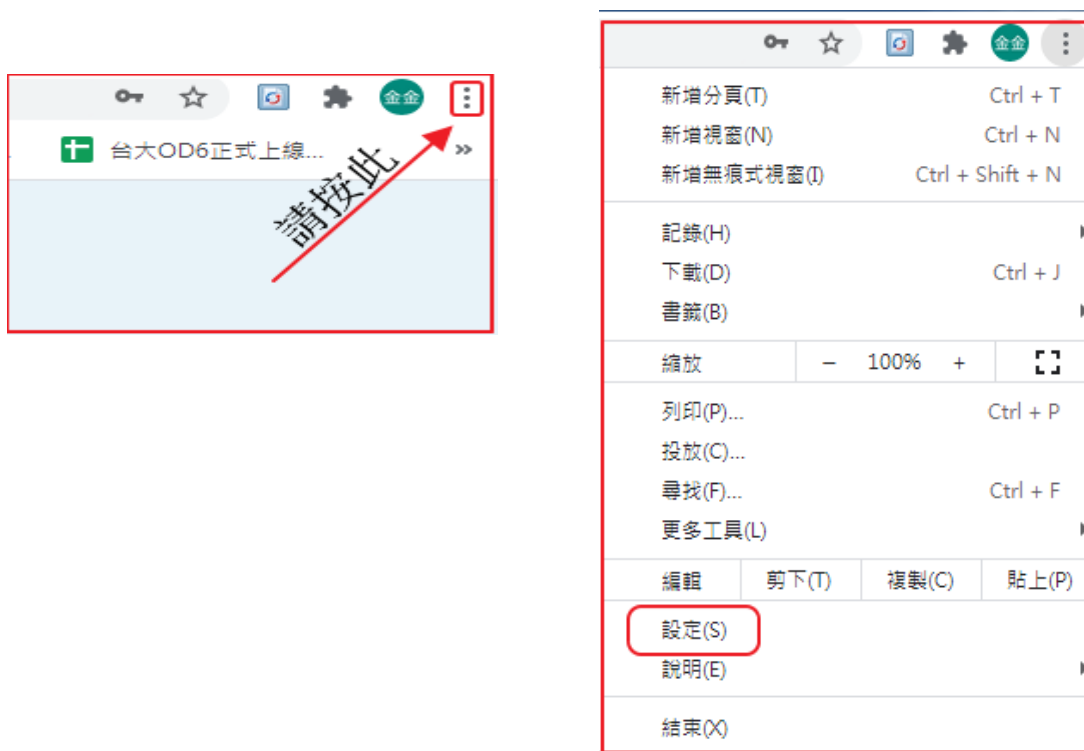 金金
台大OD6正式上線... »
請按此
金金
新增分頁(T) Ctrl + T
新增視窗(N) Ctrl + N
新增無痕式視窗(I) Ctrl + Shift + N
記錄(H)
下載(D) Ctrl + J
書籤(B)
縮放 − 100% +
列印(P)... Ctrl + P
投放(C)...
尋找(F)... Ctrl + F
更多工具(L)
編輯 剪下(T) 複製(C) 貼上(P)
設定(S)
說明(E)
結束(X)